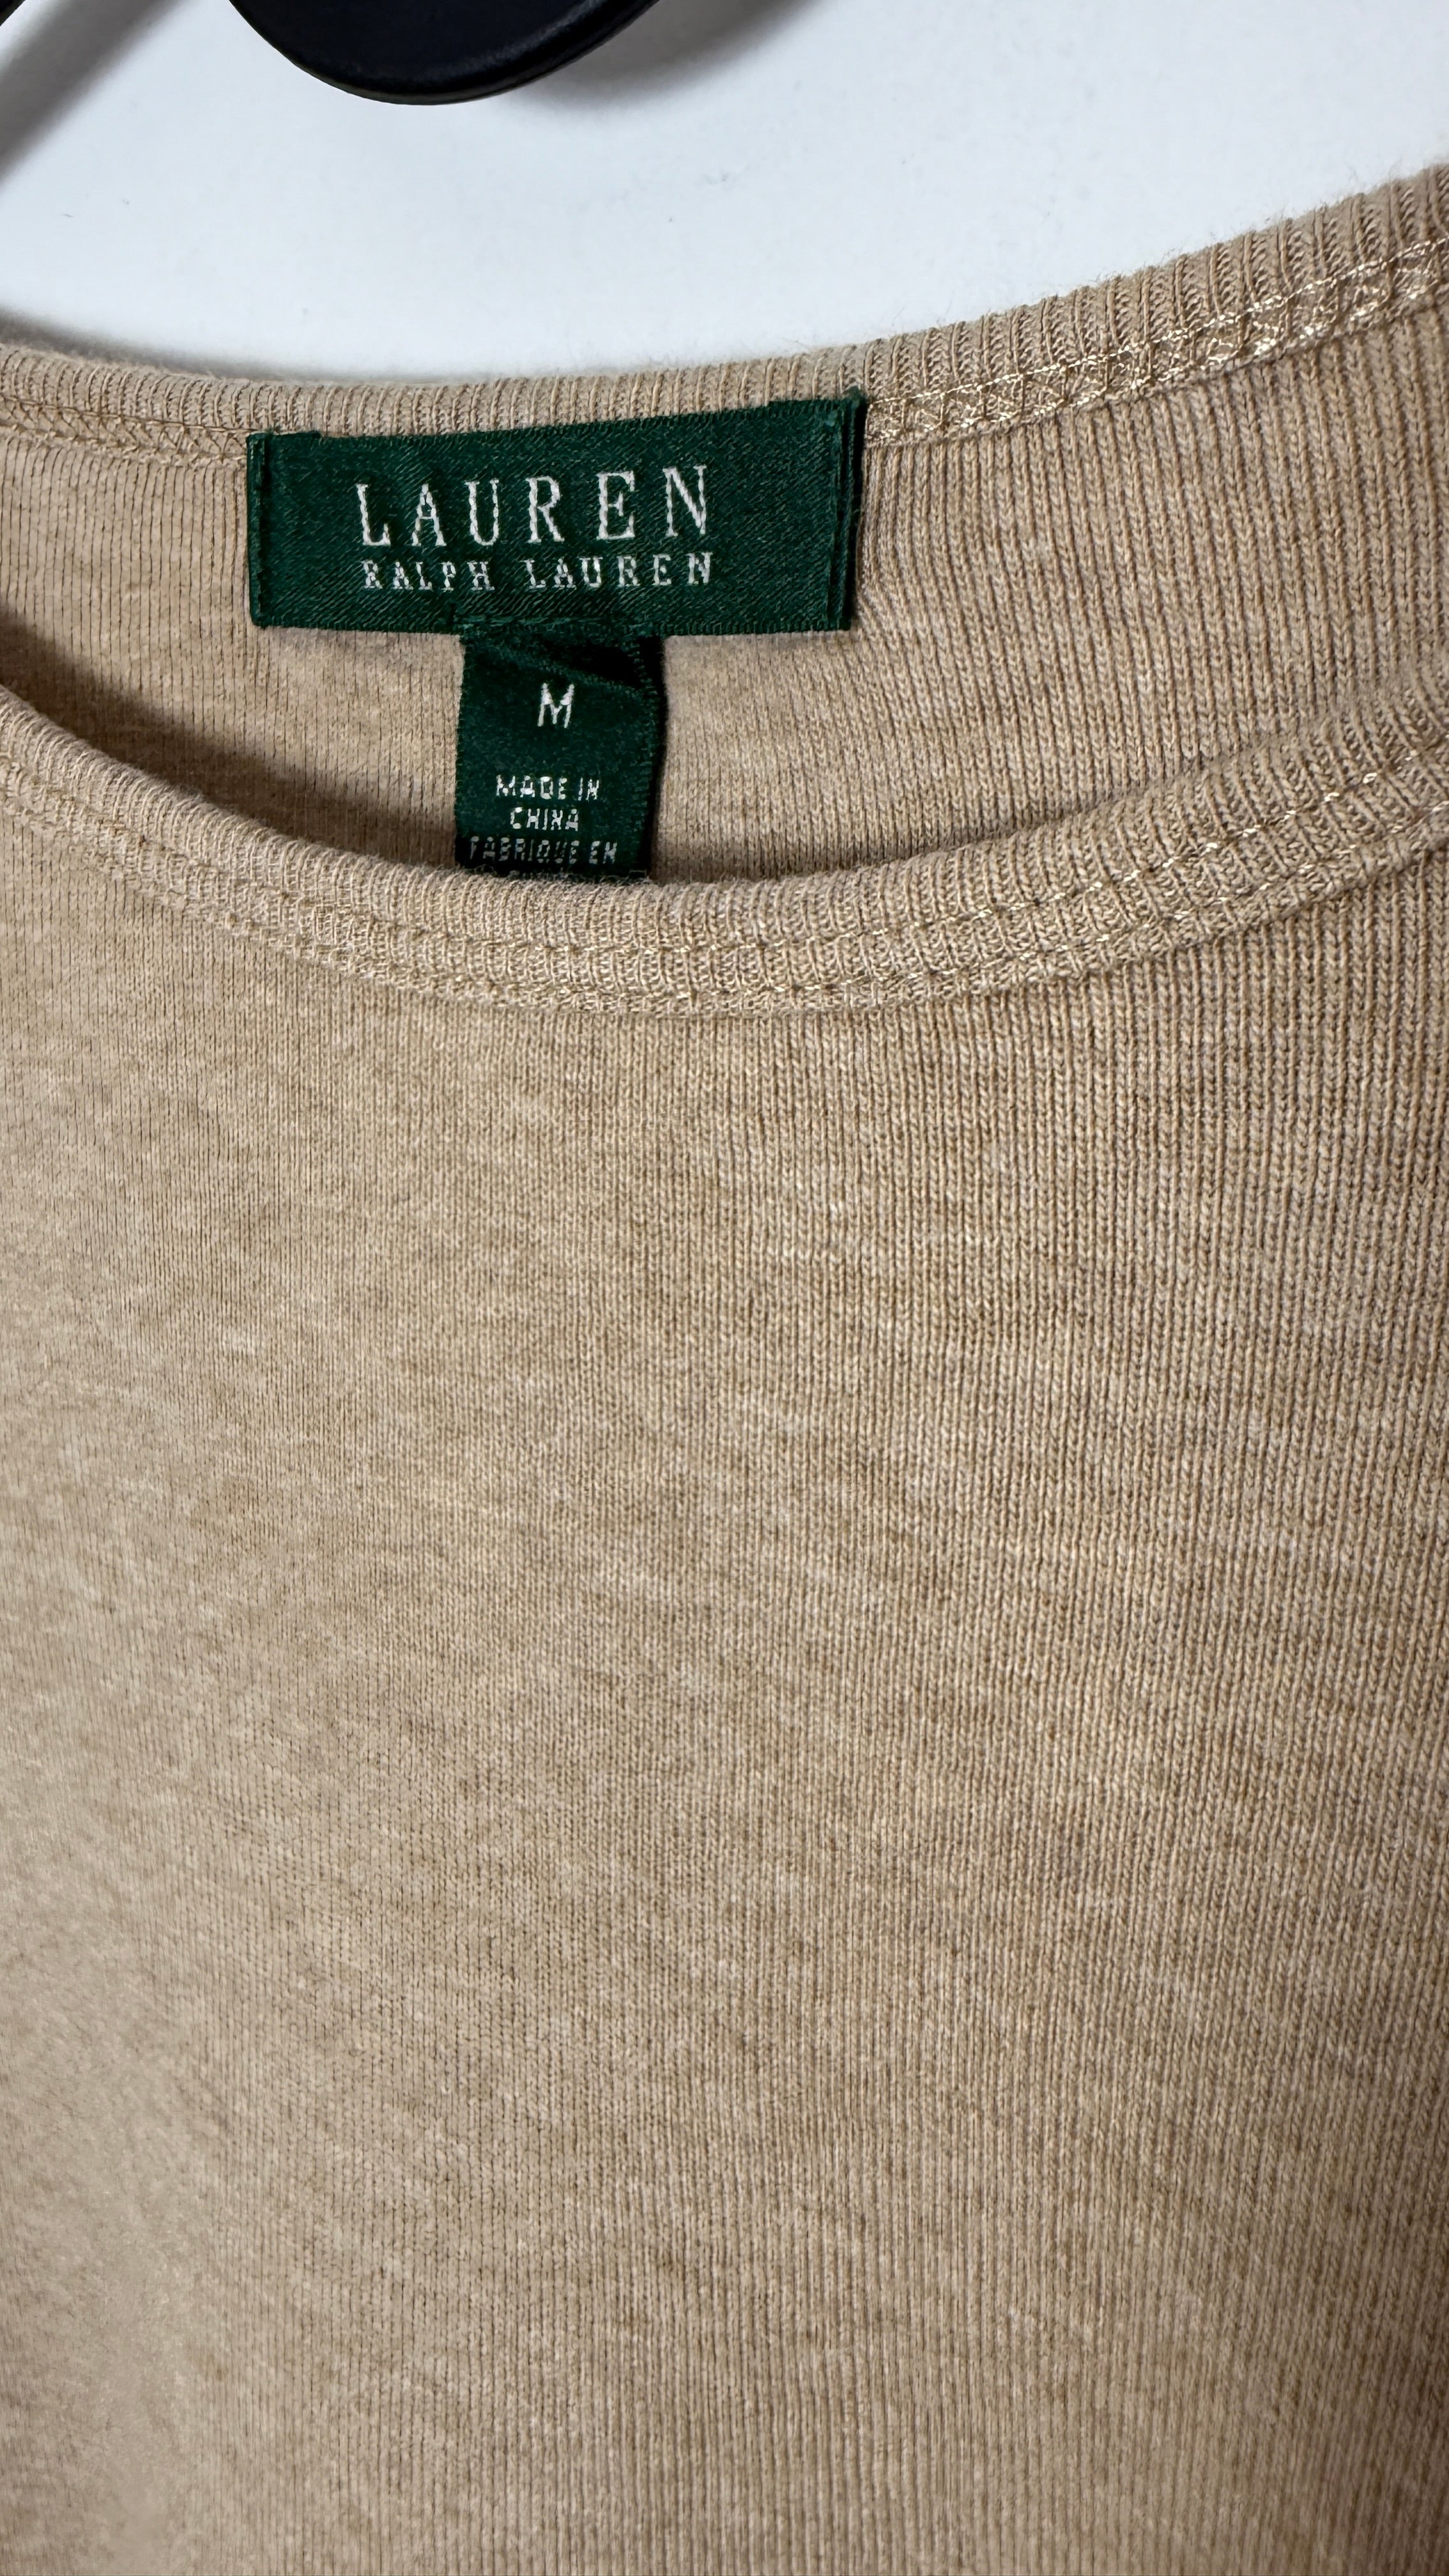 LAUREN
RALPH LAUREN
M
MADE IN
CHINA
FABRIQUE EN